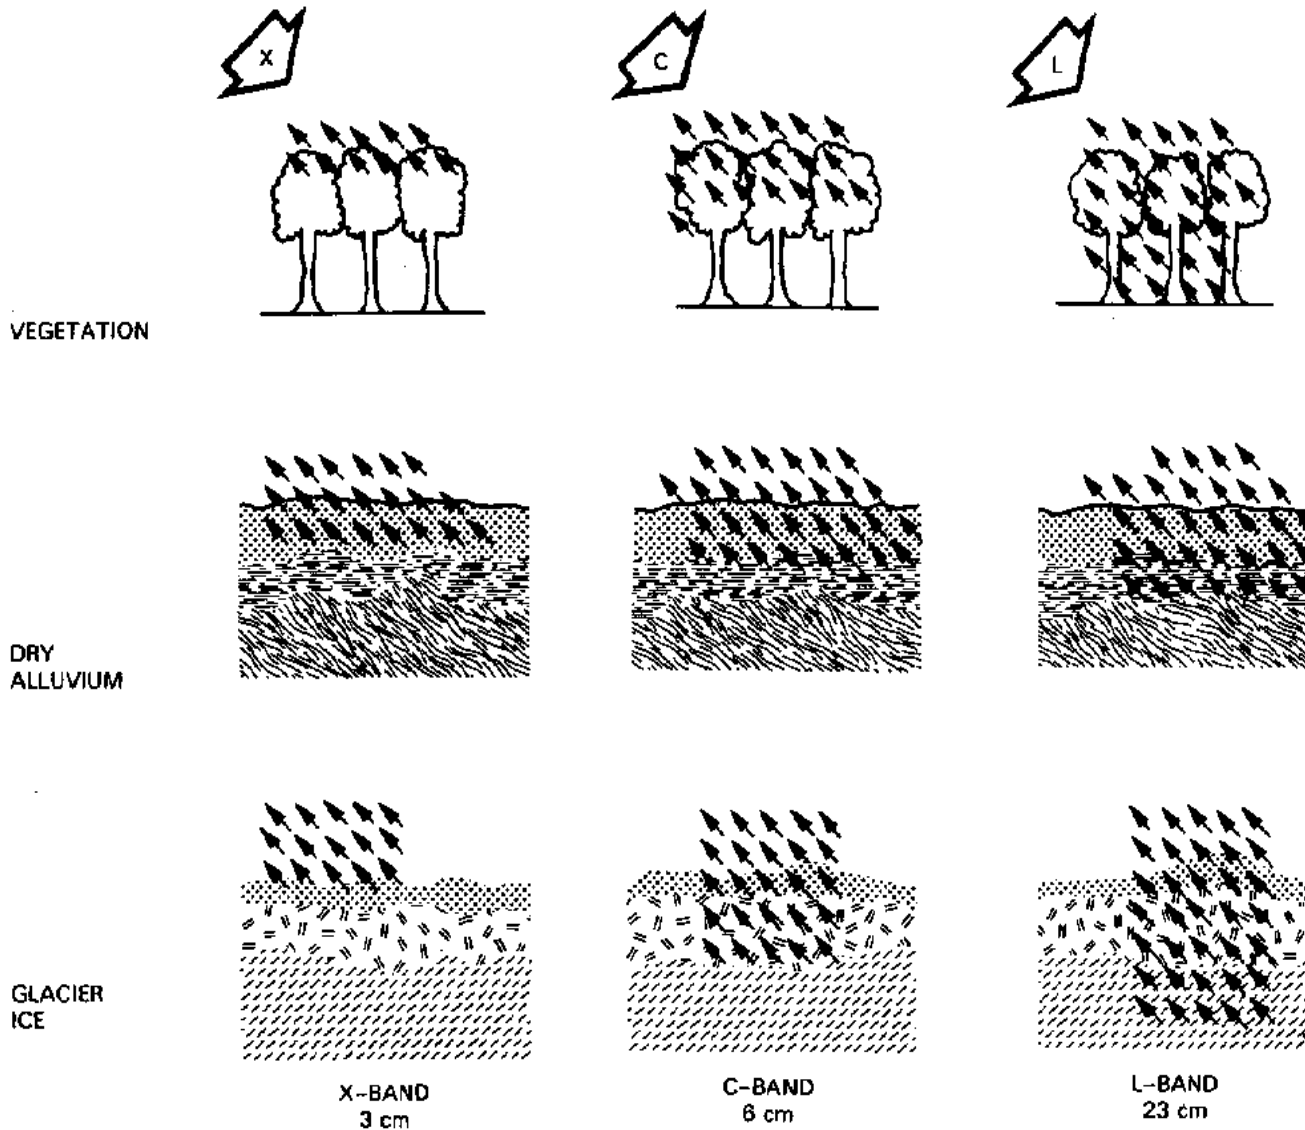 X
C
L
VEGETATION
DRY
ALLUVIUM
GLACIER
ICE
X-BAND
3 cm
C-BAND
6 cm
L-BAND
23 cm